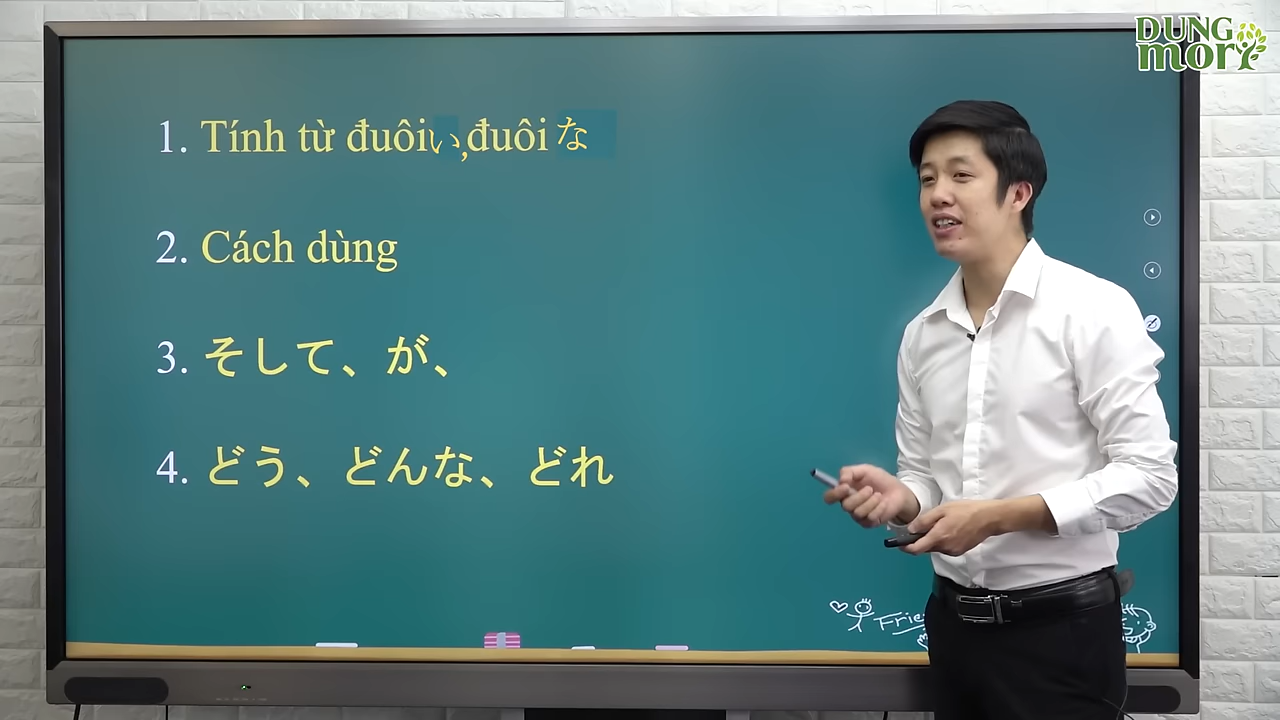 DUNG
mori
1. Tính từ đuôi い, đuôi な
2. Cách dùng
3. そして、が、
4. どう、どんな、どれ